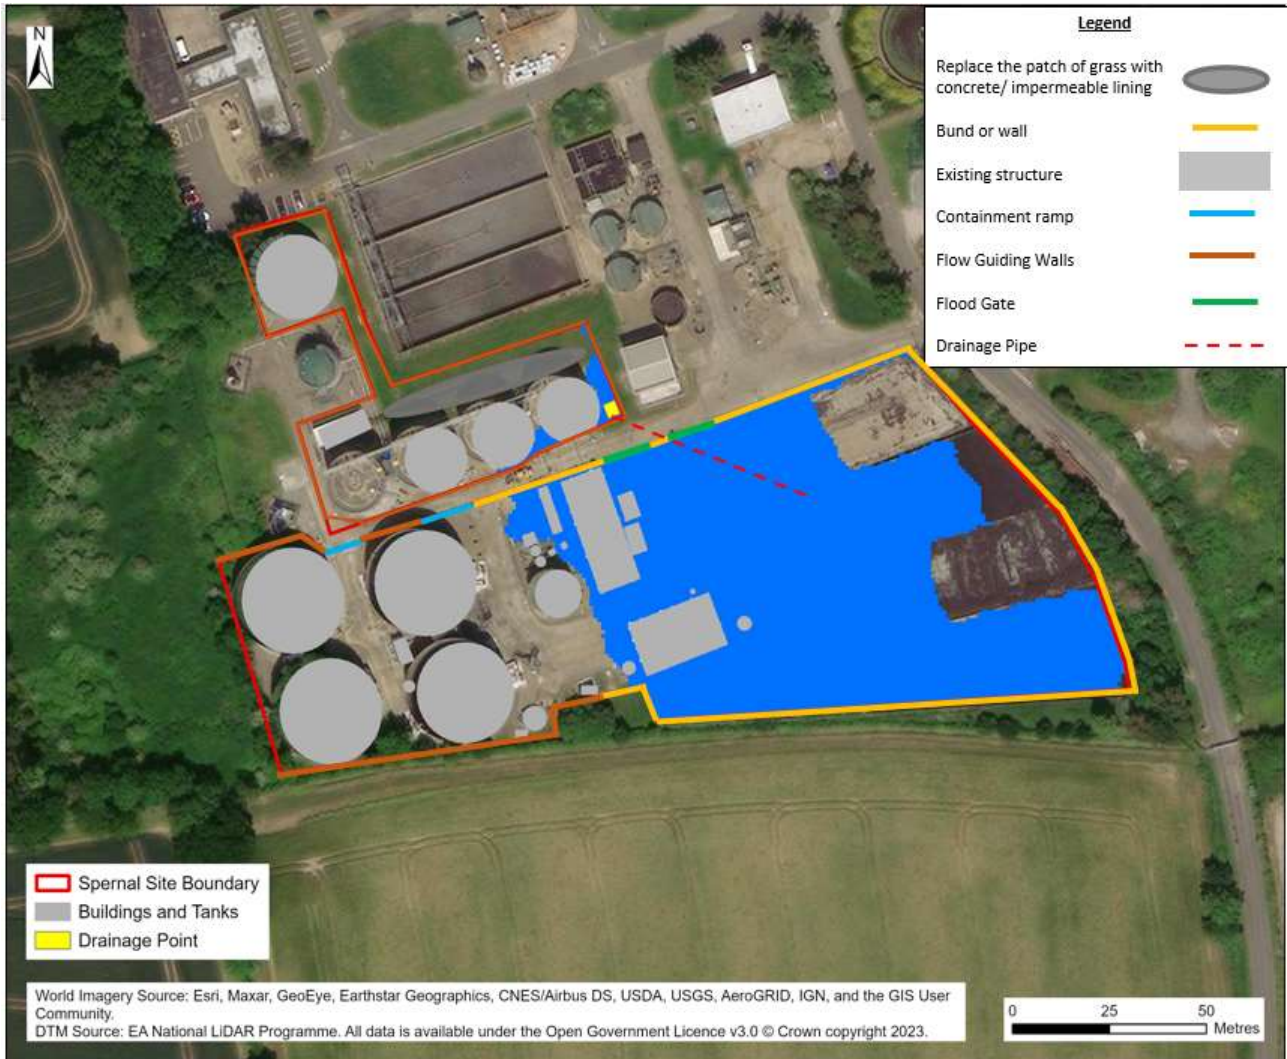 N
Legend
Replace the patch of grass with
concrete/ impermeable lining
Bund or wall
Existing structure
Containment ramp
Flow Guiding Walls
Flood Gate
Drainage Pipe
Spernal Site Boundary
Buildings and Tanks
Drainage Point
World Imagery Source: Esri, Maxar, GeoEye, Earthstar Geographics, CNES/Airbus DS, USDA, USGS, AeroGRID, IGN, and the GIS User
Community.
DTM Source: EA National LiDAR Programme. All data is available under the Open Government Licence v3.0 © Crown copyright 2023.
0 25 50
Metres